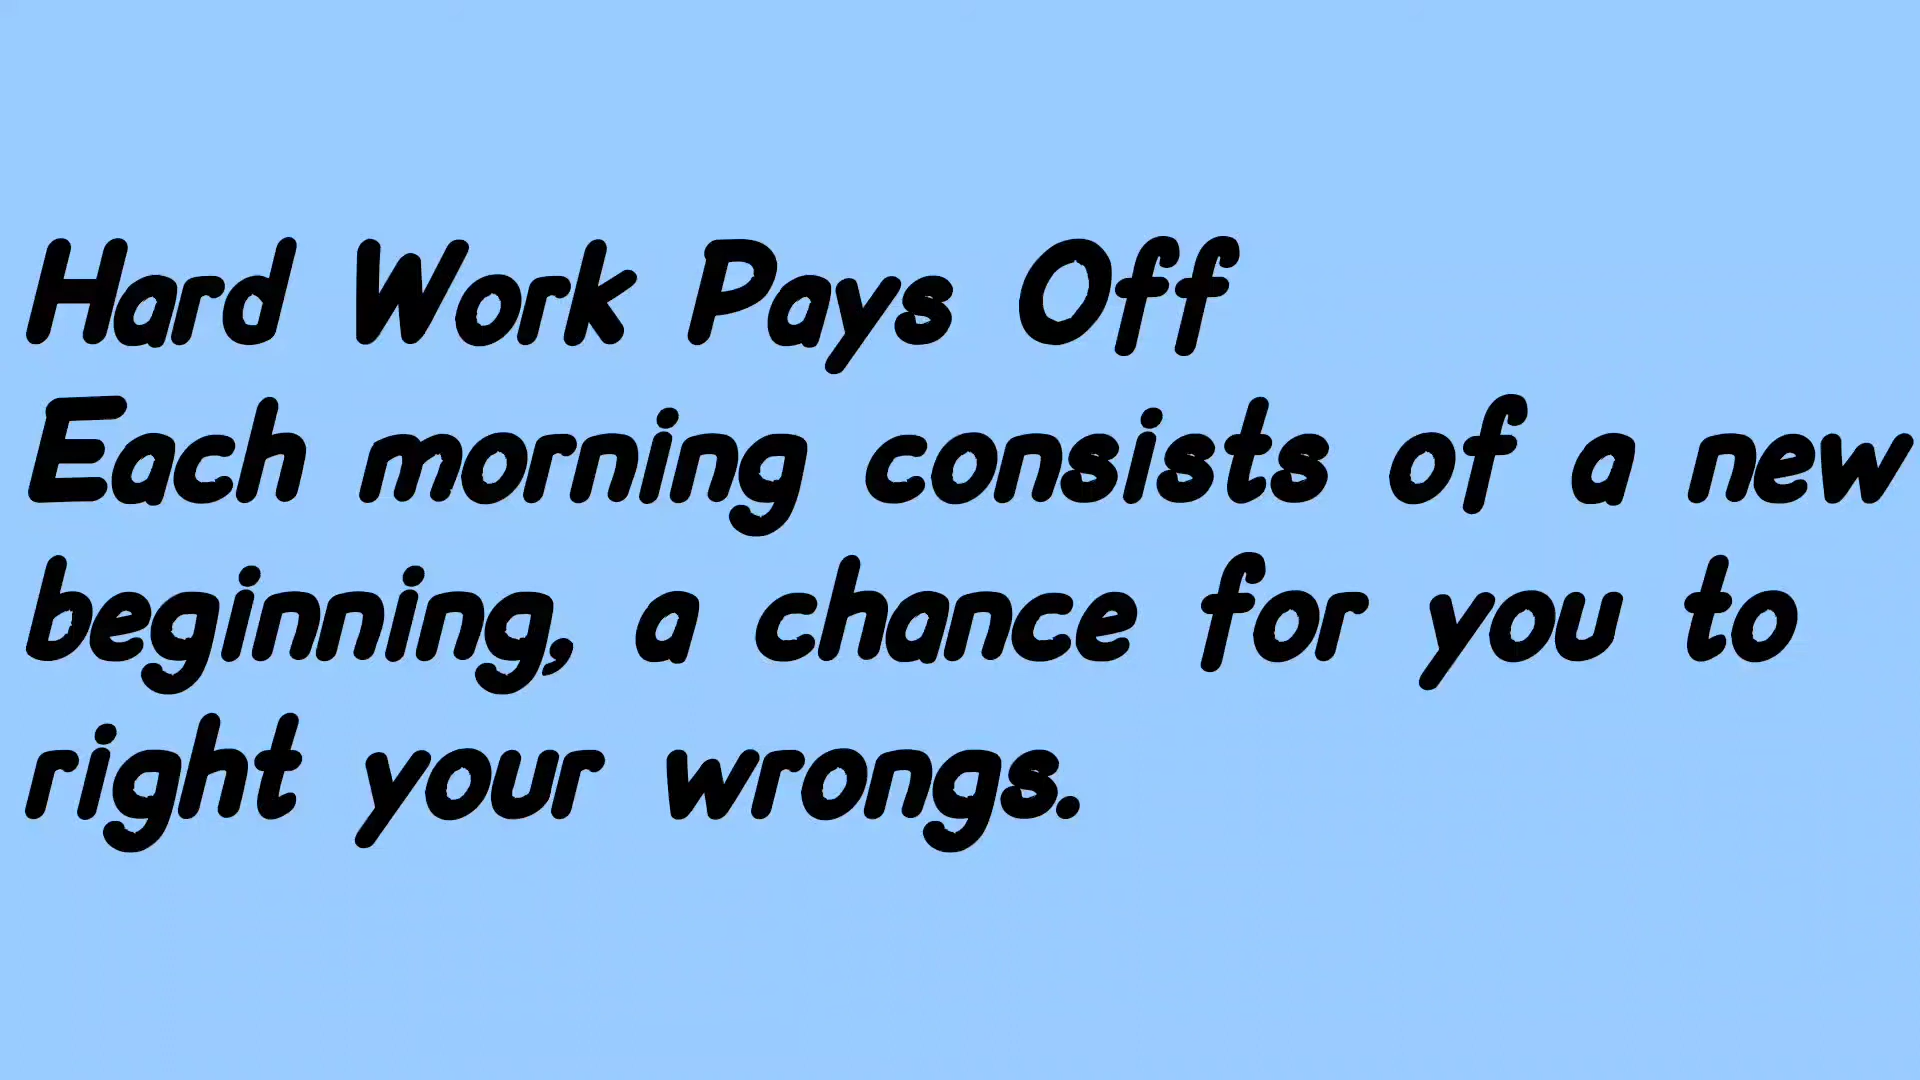 Hard Work Pays Off
Each morning consists of a new
beginning, a chance for you to
right your wrongs.